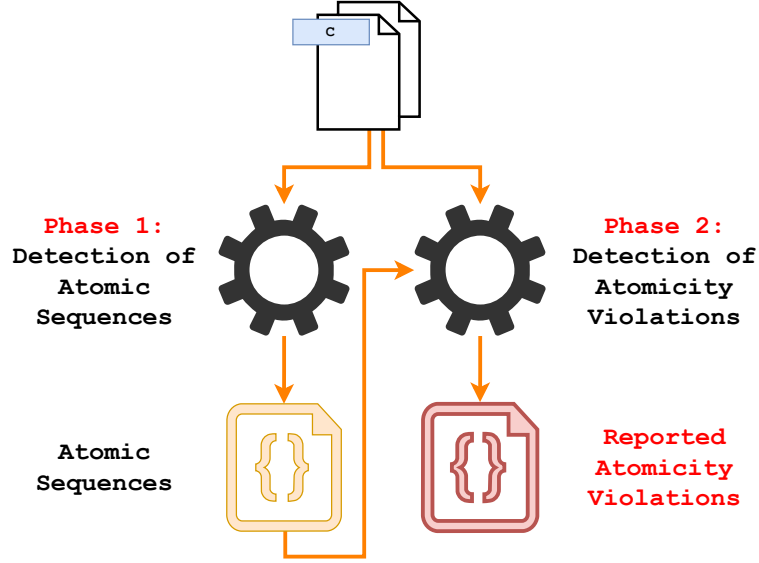 C
Phase 1:
Detection of
Atomic
Sequences
Phase 2:
Detection of
Atomicity
Violations
Atomic
Sequences
Reported
Atomicity
Violations